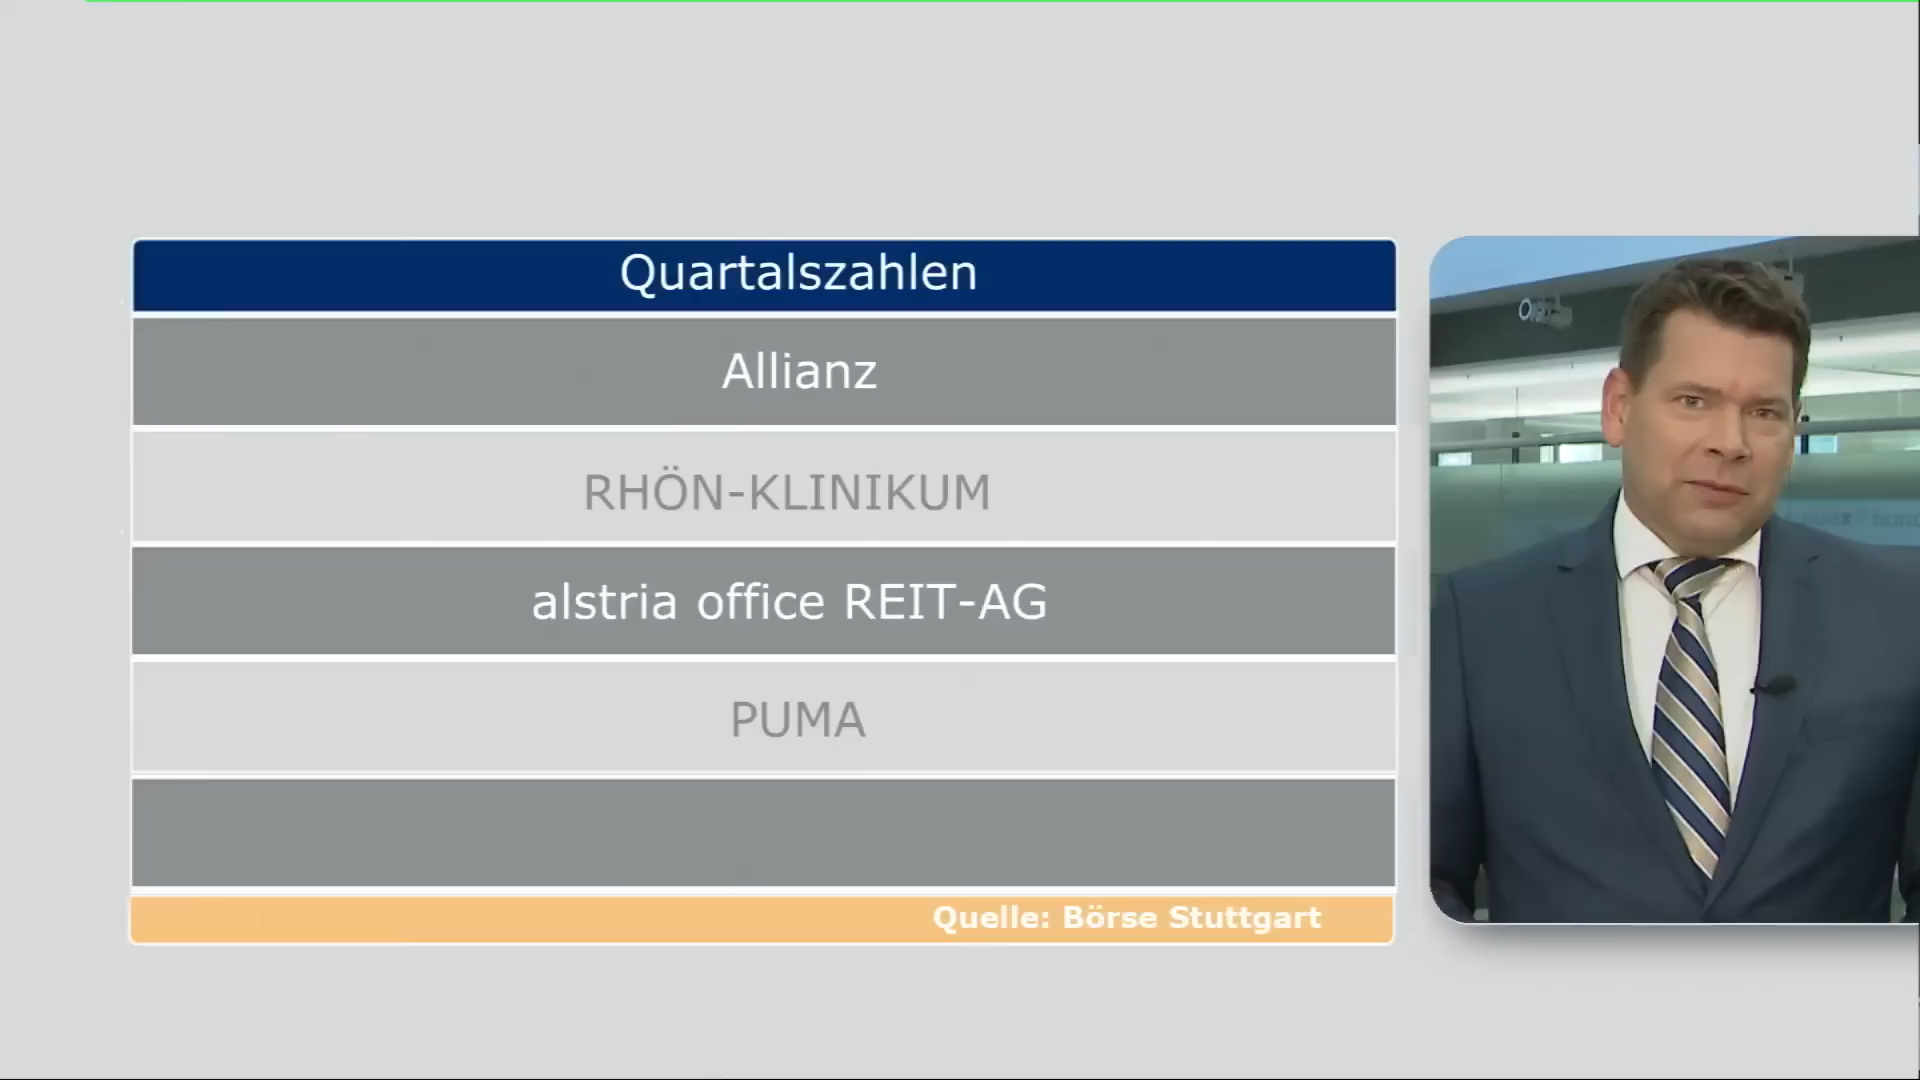 Quartalszahlen
Allianz
RHÖN-KLINIKUM
alstria office REIT-AG
PUMA
Quelle: Börse Stuttgart